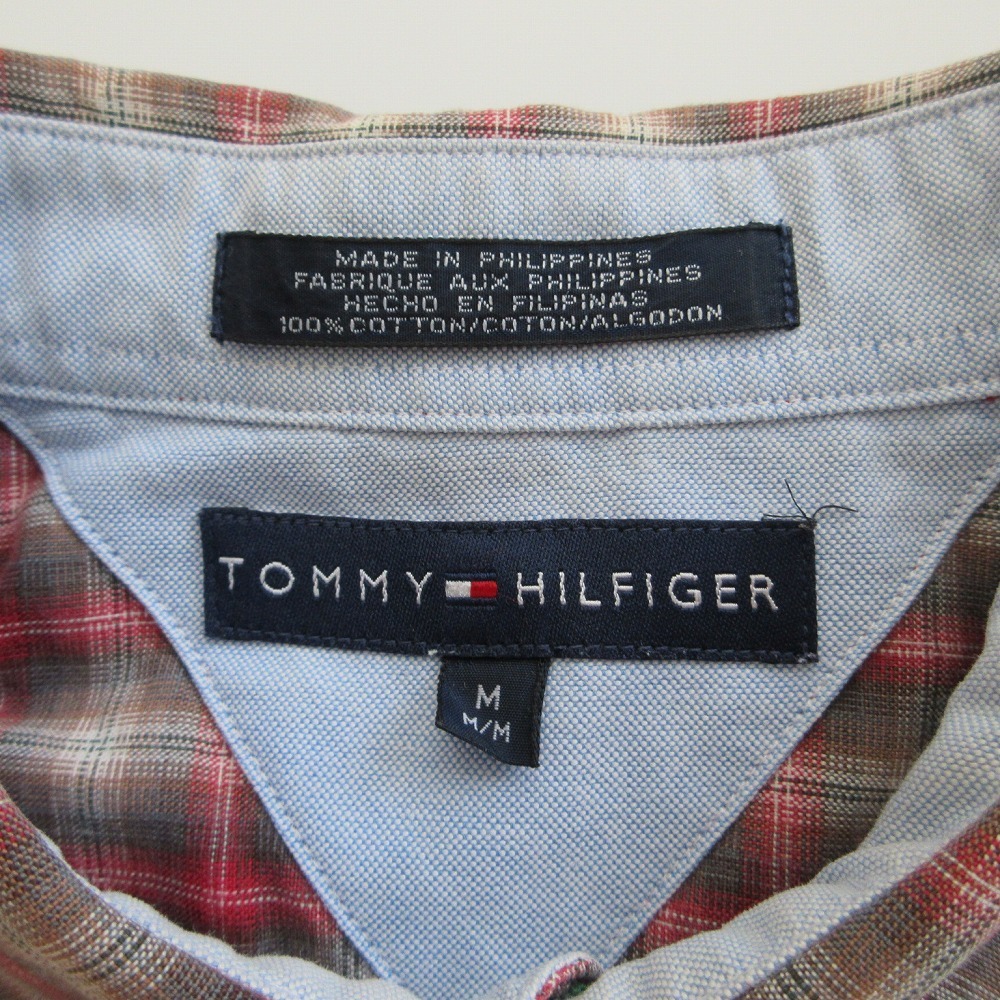 MADE IN PHILIPPINES
FABRIQUE AUX PHILIPPINES
HECHO EN FILIPINAS
100% COTTON/COTON/ALGODON
TOMMY HILFIGER
M
M/M